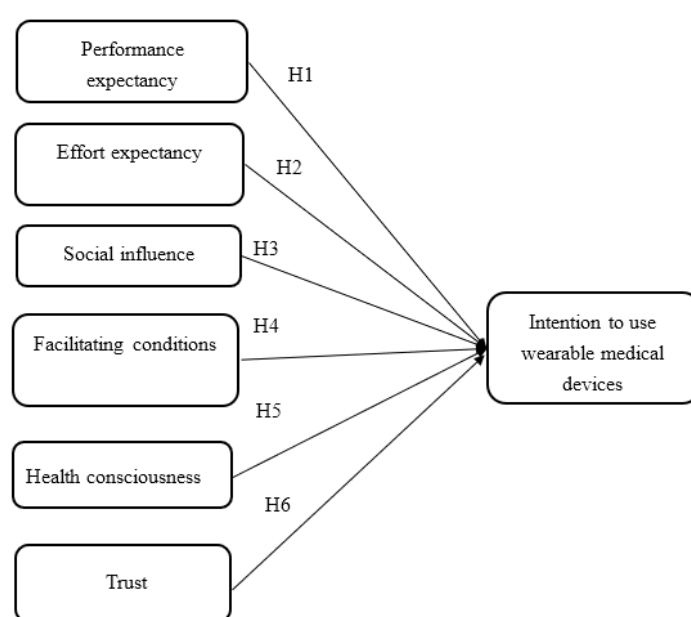 Performance
expectancy
H1
Effort expectancy
H2
Social influence
H3
Facilitating conditions
H4
Intention to use
wearable medical
devices
H5
Health consciousness
H6
Trust